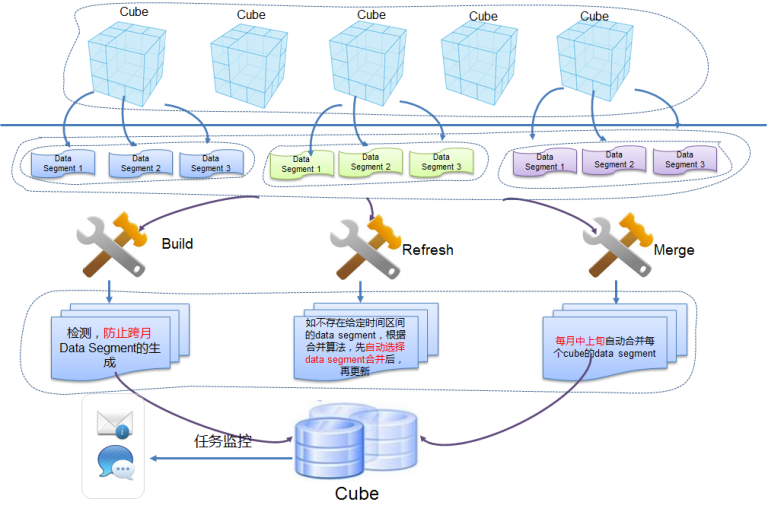 Cube
Cube
Cube
Cube
Cube
Data
Segment 1
Data
Segment 2
Data
Segment 3
Data
Segment 1
Data
Segment 2
Data
Segment 3
Data
Segment 1
Data
Segment 2
Data
Segment 3
Build
Refresh
Merge
检测，防止跨月
Data Segment的生
成
如不存在给定时间区间
的data segment，根据
合并算法，先自动选择
data segment合并后，
再更新
每月中上旬自动合并每
个cube的data segment
任务监控
Cube